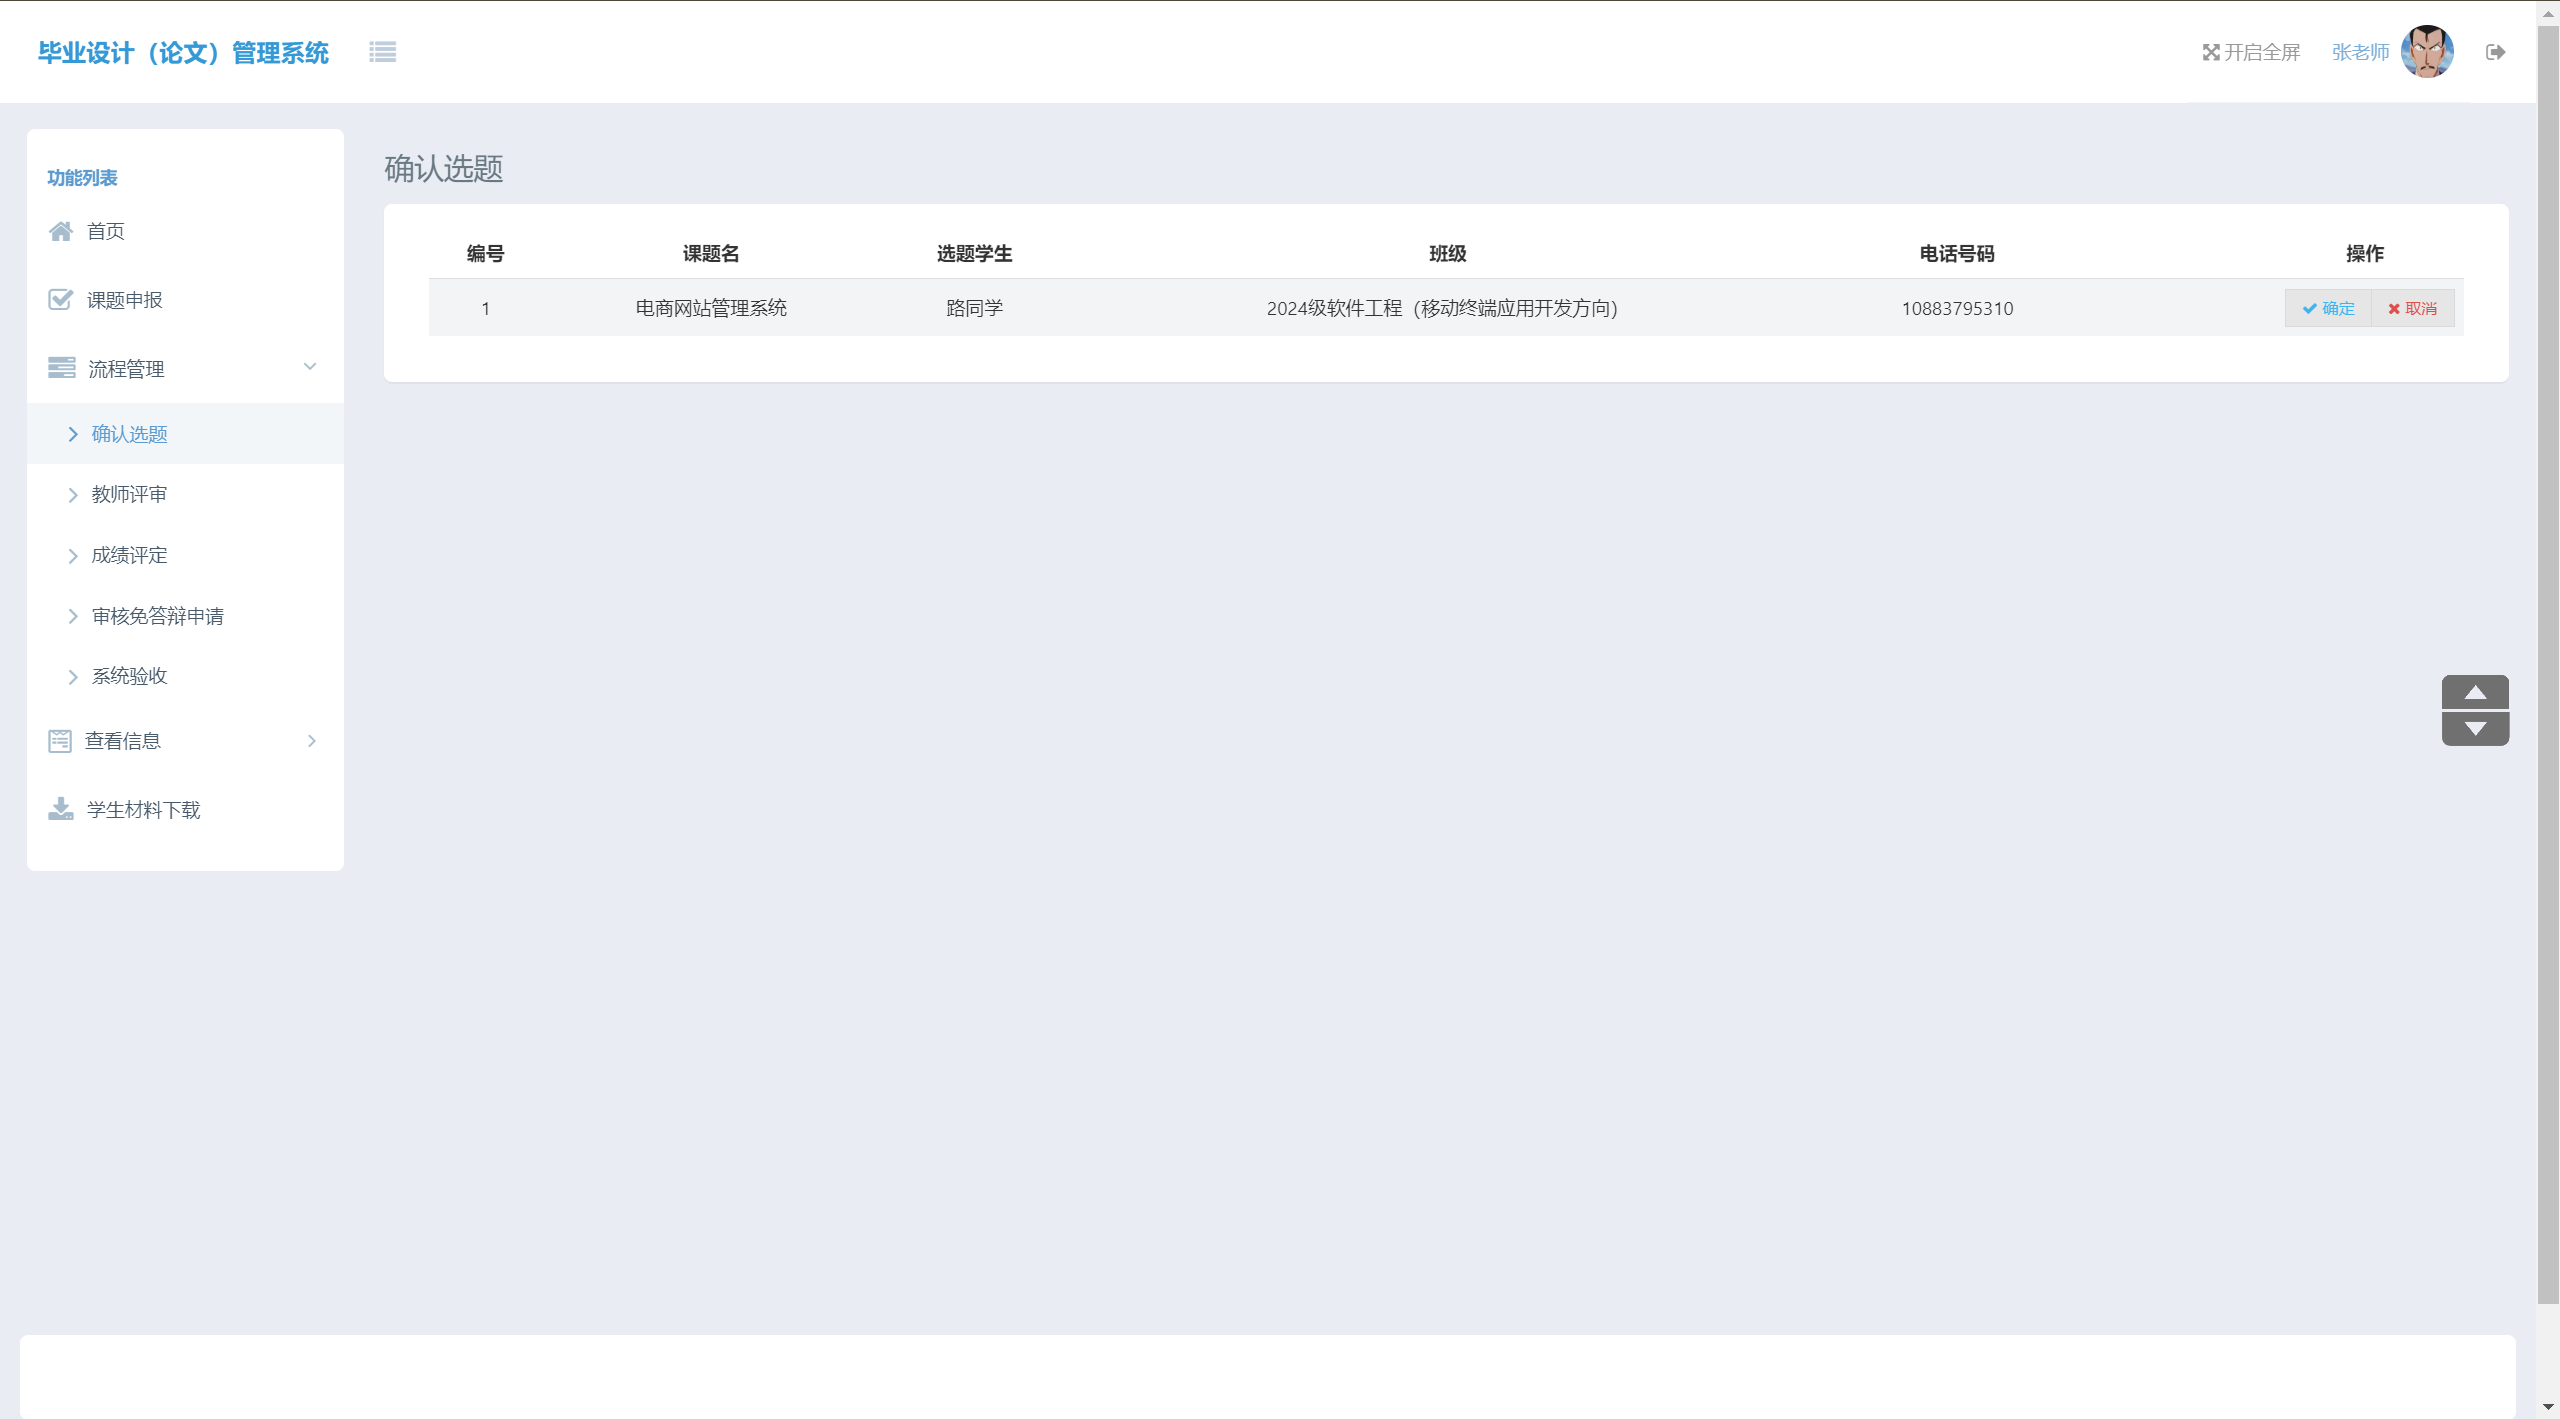 毕业设计（论文）管理系统
开启全屏 张老师
功能列表
首页
课题申报
流程管理
确认选题
教师评审
成绩评定
审核免答辩申请
系统验收
查看信息
学生材料下载
确认选题
编号 课题名 选题学生 班级 电话号码 操作
1 电商网站管理系统 路同学 2024级软件工程（移动终端应用开发方向） 10883795310 确定 取消